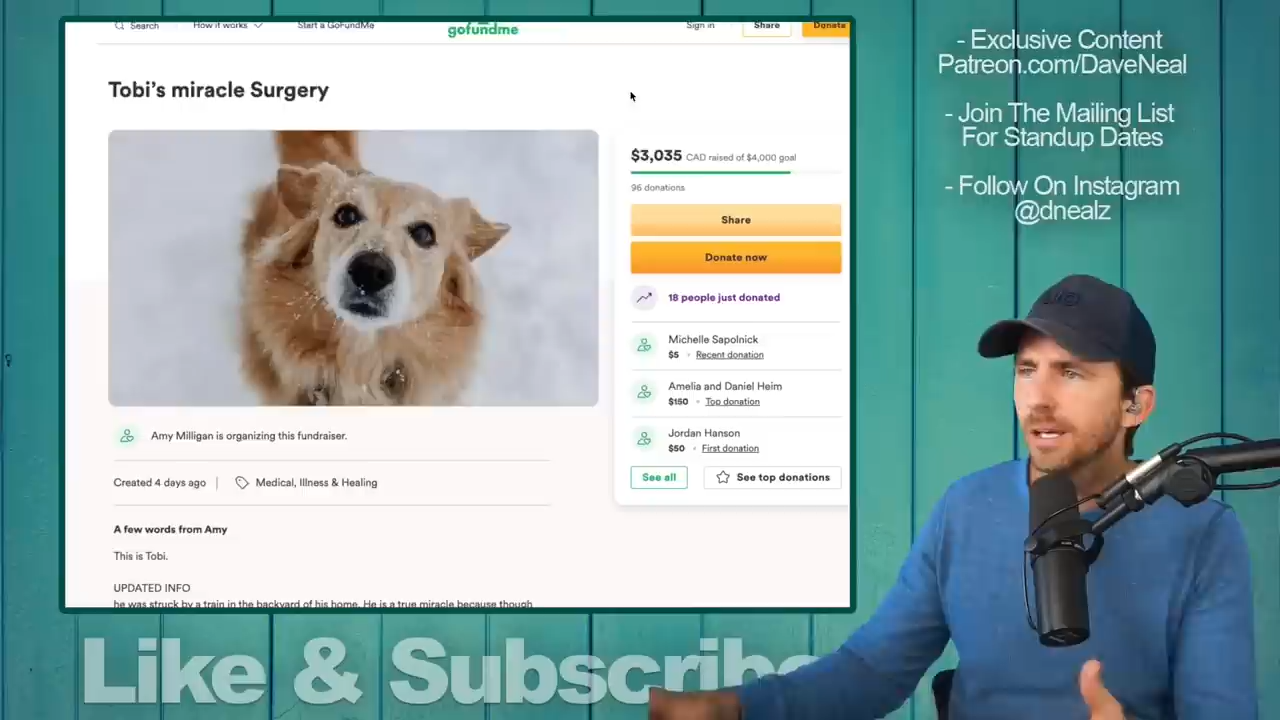 Search
How it works
Start a GoFundMe
gofundme
Sign in
Share
Donate
Tobi's miracle Surgery
$3,035 CAD raised of $4,000 goal
96 donations
Share
Donate now
18 people just donated
Michelle Sapolnick
$5 · Recent donation
Amelia and Daniel Heim
$150 · Top donation
Jordan Hanson
$50 · First donation
See all
See top donations
Amy Milligan is organizing this fundraiser.
Created 4 days ago
Medical, Illness & Healing
A few words from Amy
This is Tobi.
UPDATED INFO
he was struck by a train in the backyard of his home. He is a true miracle because though
- Exclusive Content
Patreon.com/DaveNeal
- Join The Mailing List
For Standup Dates
- Follow On Instagram
@dnealz
Like & Subscribe